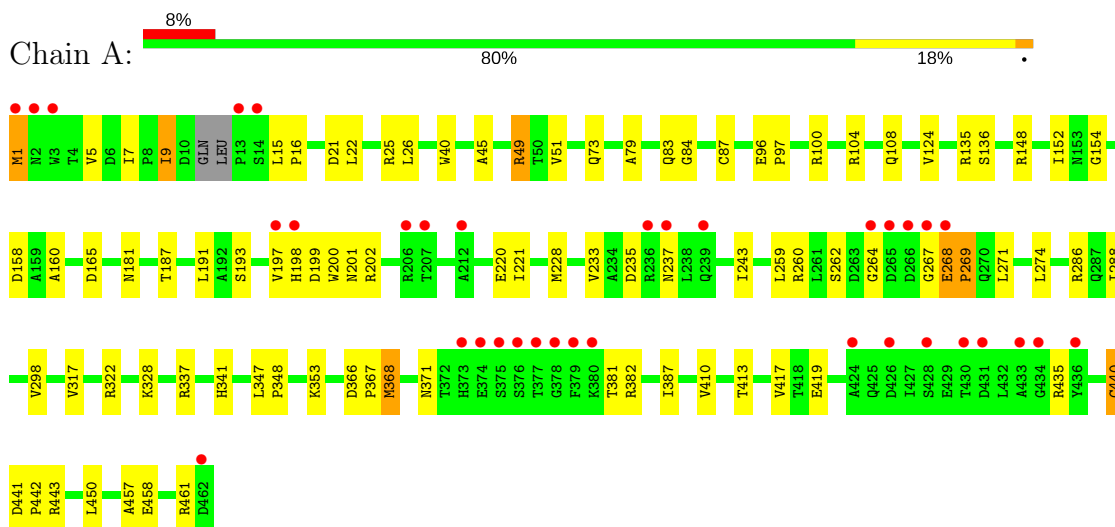 8%
Chain A:
80% 18% •
M1 N2 W3 T4 V5 D6 I7 P8 I9 D10 GLN LEU P13 S14 L15 P16 D21 L22 R25 L26 W40 A45 R49 T50 V51 Q73 A79 Q83 G84 C87 E96 P97 R100 R104 Q108 V124 R135 S136 R148 I152 N153 G154
D158 A159 A160 D165 N181 T187 L191 A192 S193 V197 H198 D199 W200 N201 R202 R206 T207 A212 E220 I221 M228 V233 A234 D235 R236 N237 L238 Q239 I243 L259 R260 L261 S262 D263 G264 D265 D266 G267 E268 P269 Q270 L271 L274 R286 Q287
V298 V317 R322 K328 R337 H341 L347 P348 K353 D366 P367 M368 N371 T372 H373 E374 S375 S376 T377 G378 F379 K380 T381 R382 I387 V410 T413 V417 T418 E419 A424 Q425 D426 I427 S428 E429 T430 D431 L432 A433 G434 R435 Y436
D441 P442 R443 L450 A457 E458 R461 D462